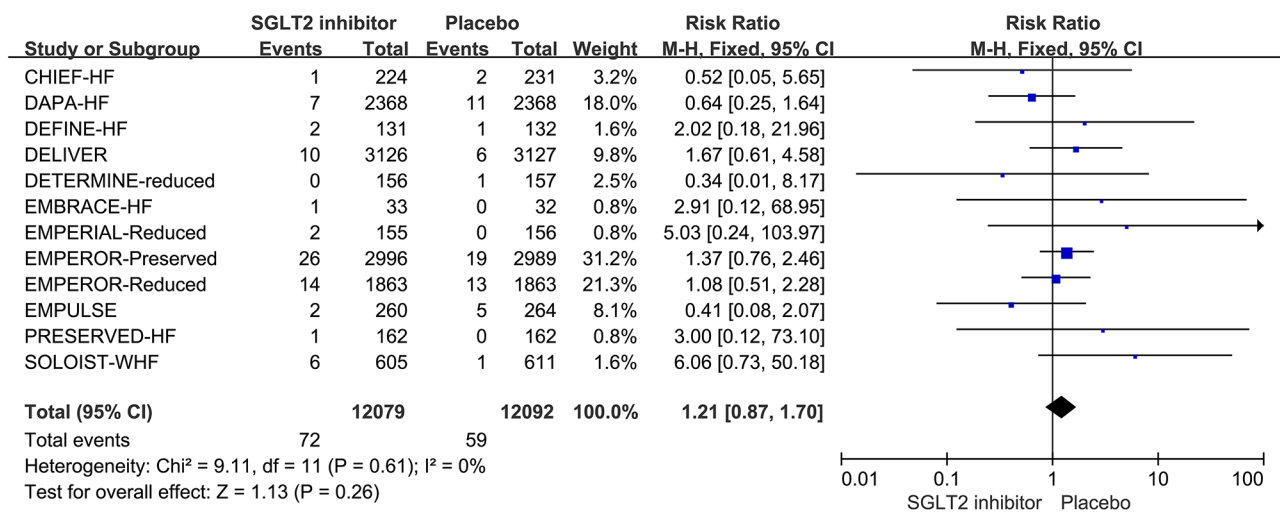 SGLT2 inhibitor Placebo Risk Ratio Risk Ratio
Study or Subgroup Events Total Events Total Weight M-H, Fixed, 95% CI M-H, Fixed, 95% CI
CHIEF-HF 1 224 2 231 3.2% 0.52 [0.05, 5.65]
DAPA-HF 7 2368 11 2368 18.0% 0.64 [0.25, 1.64]
DEFINE-HF 2 131 1 132 1.6% 2.02 [0.18, 21.96]
DELIVER 10 3126 6 3127 9.8% 1.67 [0.61, 4.58]
DETERMINE-reduced 0 156 1 157 2.5% 0.34 [0.01, 8.17]
EMBRACE-HF 1 33 0 32 0.8% 2.91 [0.12, 68.95]
EMPERIAL-Reduced 2 155 0 156 0.8% 5.03 [0.24, 103.97]
EMPEROR-Preserved 26 2996 19 2989 31.2% 1.37 [0.76, 2.46]
EMPEROR-Reduced 14 1863 13 1863 21.3% 1.08 [0.51, 2.28]
EMPULSE 2 260 5 264 8.1% 0.41 [0.08, 2.07]
PRESERVED-HF 1 162 0 162 0.8% 3.00 [0.12, 73.10]
SOLOIST-WHF 6 605 1 611 1.6% 6.06 [0.73, 50.18]
Total (95% CI) 12079 12092 100.0% 1.21 [0.87, 1.70]
Total events 72 59
Heterogeneity: Chi² = 9.11, df = 11 (P = 0.61); I² = 0%
Test for overall effect: Z = 1.13 (P = 0.26)
0.01 0.1 1 10 100
SGLT2 inhibitor Placebo